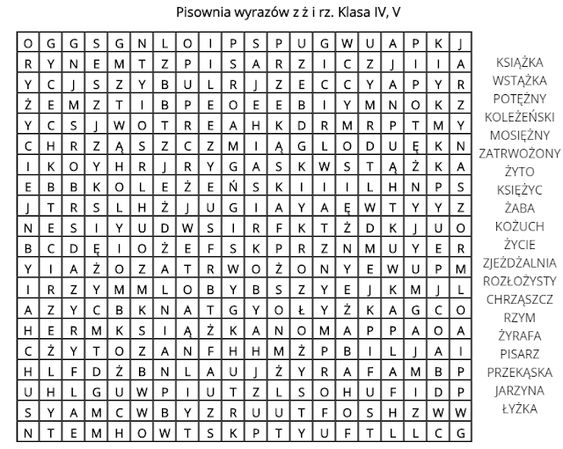 Pisownia wyrazów z ż i rz. Klasa IV, V
O G G S G N L O I P S P U G W U A P K J
R Y N E M T Z P I S A R Z I C Z J I I A
Y C J S Z Y B U L R J Z E C C Y A P Y R
Ż E M Z T I B P E O E E B I Y M N O K Z
Y C S J W O T R E A H K D R M R P T M Y
C H R Z Ą S Z C Z M I Ą G L O D U Ę K N
I K O Y H R J R Y G A S K W S T Ą Ż K A
E B B K O L E Ż E Ń S K I I I L H N P S
J T R S L H Ż J U G I A Y A Ę W T Y Y Z
N E S I Y U D W S I R F K T Ż D K J U O
B C D Ę I O Ż E F S K P R Z N M U Y E R
Y I A Ż O Z A T R W O Ż O N Y E W U P M
I R Z Y M M L O B Y B S Z Y E J K M J L
A Z Y C B K N A T G Y O Ł Y Ż K A G C O
H E R M K S I Ą Ż K A N O M A P P A O A
C Ż Y T O Z A N F H H M Ż P B I L J A I
H L F D Ż B N L A U J Ż Y R A F A M B P
U H L G U W P I U T Z L S O H U F I D P
S Y A M C W B Y Z R U U T F O S H Z W W
N T E M H O W T S K P T Y U F T L L C G
KSIĄŻKA
WSTĄŻKA
POTĘŻNY
KOLEŻEŃSKI
MOSIĘŻNY
ZATRWOŻONY
ŻYTO
KSIĘŻYC
ŻABA
KOŻUCH
ŻYCIE
ZJEŻDŻALNIA
ROZŁOŻYSTY
CHRZĄSZCZ
RZYM
ŻYRAFA
PISARZ
PRZEKĄSKA
JARZYNA
ŁYŻKA